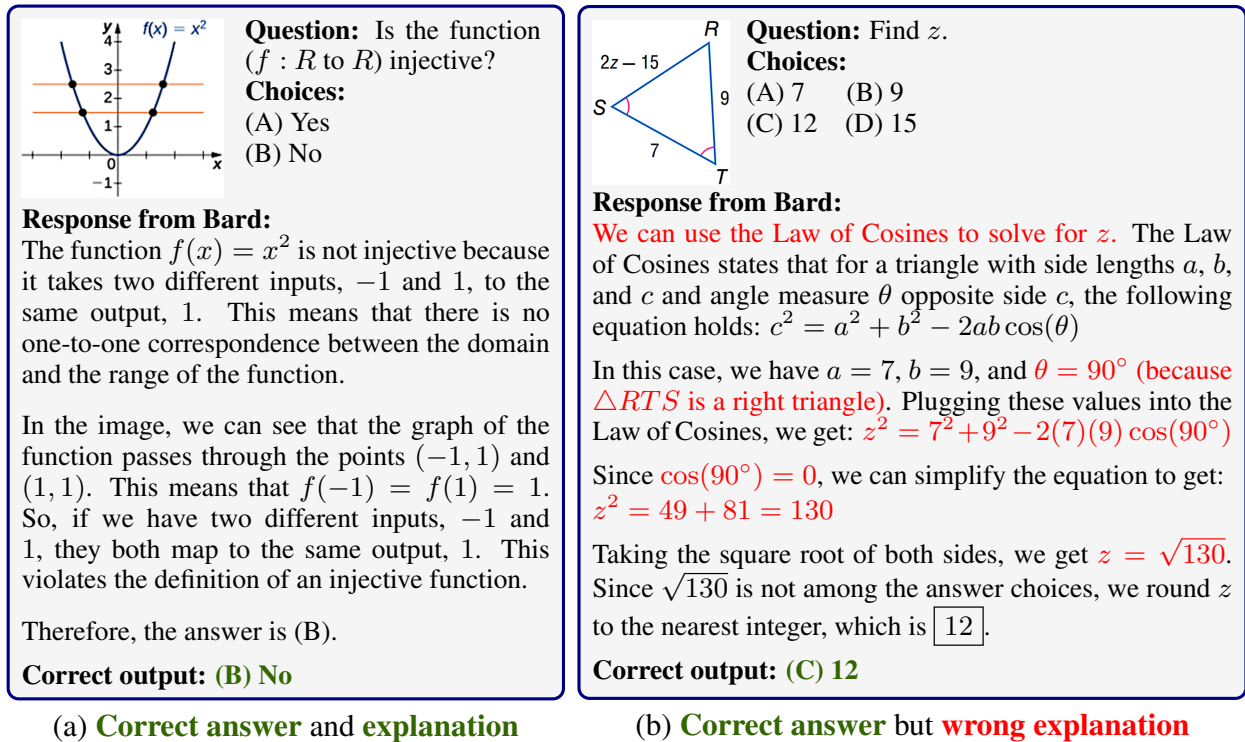 f(x) = x²
y
4
3
2
1
0
−1
x
Question: Is the function
(f : R to R) injective?
Choices:
(A) Yes
(B) No
Response from Bard:
The function f(x) = x² is not injective because
it takes two different inputs, −1 and 1, to the
same output, 1. This means that there is no
one-to-one correspondence between the domain
and the range of the function.
In the image, we can see that the graph of the
function passes through the points (−1, 1) and
(1, 1). This means that f(−1) = f(1) = 1.
So, if we have two different inputs, −1 and
1, they both map to the same output, 1. This
violates the definition of an injective function.
Therefore, the answer is (B).
Correct output: (B) No
(a) Correct answer and explanation
R
2z − 15
9
S
7
T
Question: Find z.
Choices:
(A) 7 (B) 9
(C) 12 (D) 15
Response from Bard:
We can use the Law of Cosines to solve for z. The Law
of Cosines states that for a triangle with side lengths a, b,
and c and angle measure θ opposite side c, the following
equation holds: c² = a² + b² − 2ab cos(θ)
In this case, we have a = 7, b = 9, and θ = 90° (because
△RTS is a right triangle). Plugging these values into the
Law of Cosines, we get: z² = 7²+9²−2(7)(9) cos(90°)
Since cos(90°) = 0, we can simplify the equation to get:
z² = 49 + 81 = 130
Taking the square root of both sides, we get z = √130.
Since √130 is not among the answer choices, we round z
to the nearest integer, which is 12.
Correct output: (C) 12
(b) Correct answer but wrong explanation